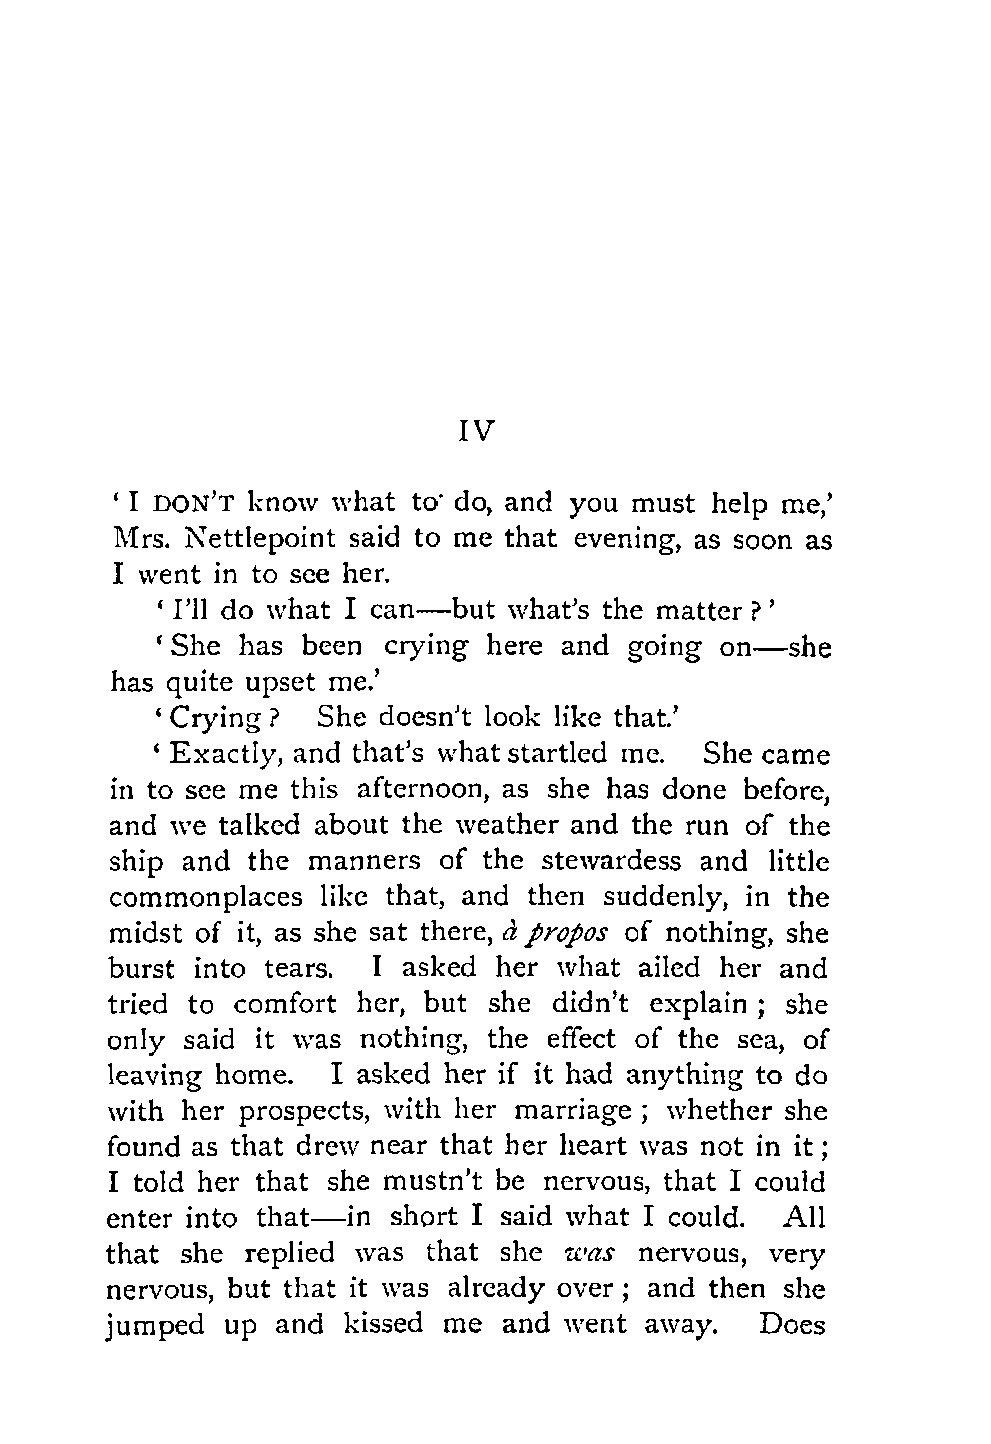 IV
‘I DON’T know what to do, and you must help me,’
Mrs. Nettlepoint said to me that evening, as soon as
I went in to see her.
‘I’ll do what I can—but what’s the matter?’
‘She has been crying here and going on—she
has quite upset me.’
‘Crying? She doesn’t look like that.’
‘Exactly, and that’s what startled me. She came
in to see me this afternoon, as she has done before,
and we talked about the weather and the run of the
ship and the manners of the stewardess and little
commonplaces like that, and then suddenly, in the
midst of it, as she sat there, à propos of nothing, she
burst into tears. I asked her what ailed her and
tried to comfort her, but she didn’t explain; she
only said it was nothing, the effect of the sea, of
leaving home. I asked her if it had anything to do
with her prospects, with her marriage; whether she
found as that drew near that her heart was not in it;
I told her that she mustn’t be nervous, that I could
enter into that—in short I said what I could. All
that she replied was that she was nervous, very
nervous, but that it was already over; and then she
jumped up and kissed me and went away. Does